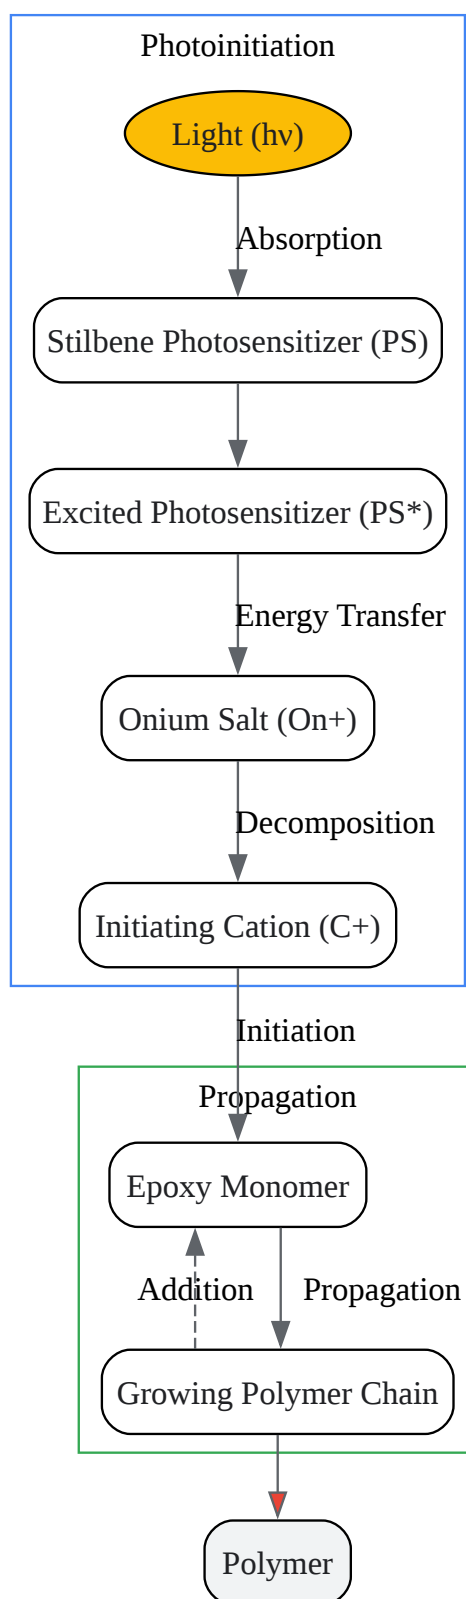 Photoinitiation
Light (hν)
Absorption
Stilbene Photosensitizer (PS)
Excited Photosensitizer (PS*)
Energy Transfer
Onium Salt (On+)
Decomposition
Initiating Cation (C+)
Initiation
Propagation
Epoxy Monomer
Addition
Propagation
Growing Polymer Chain
Polymer